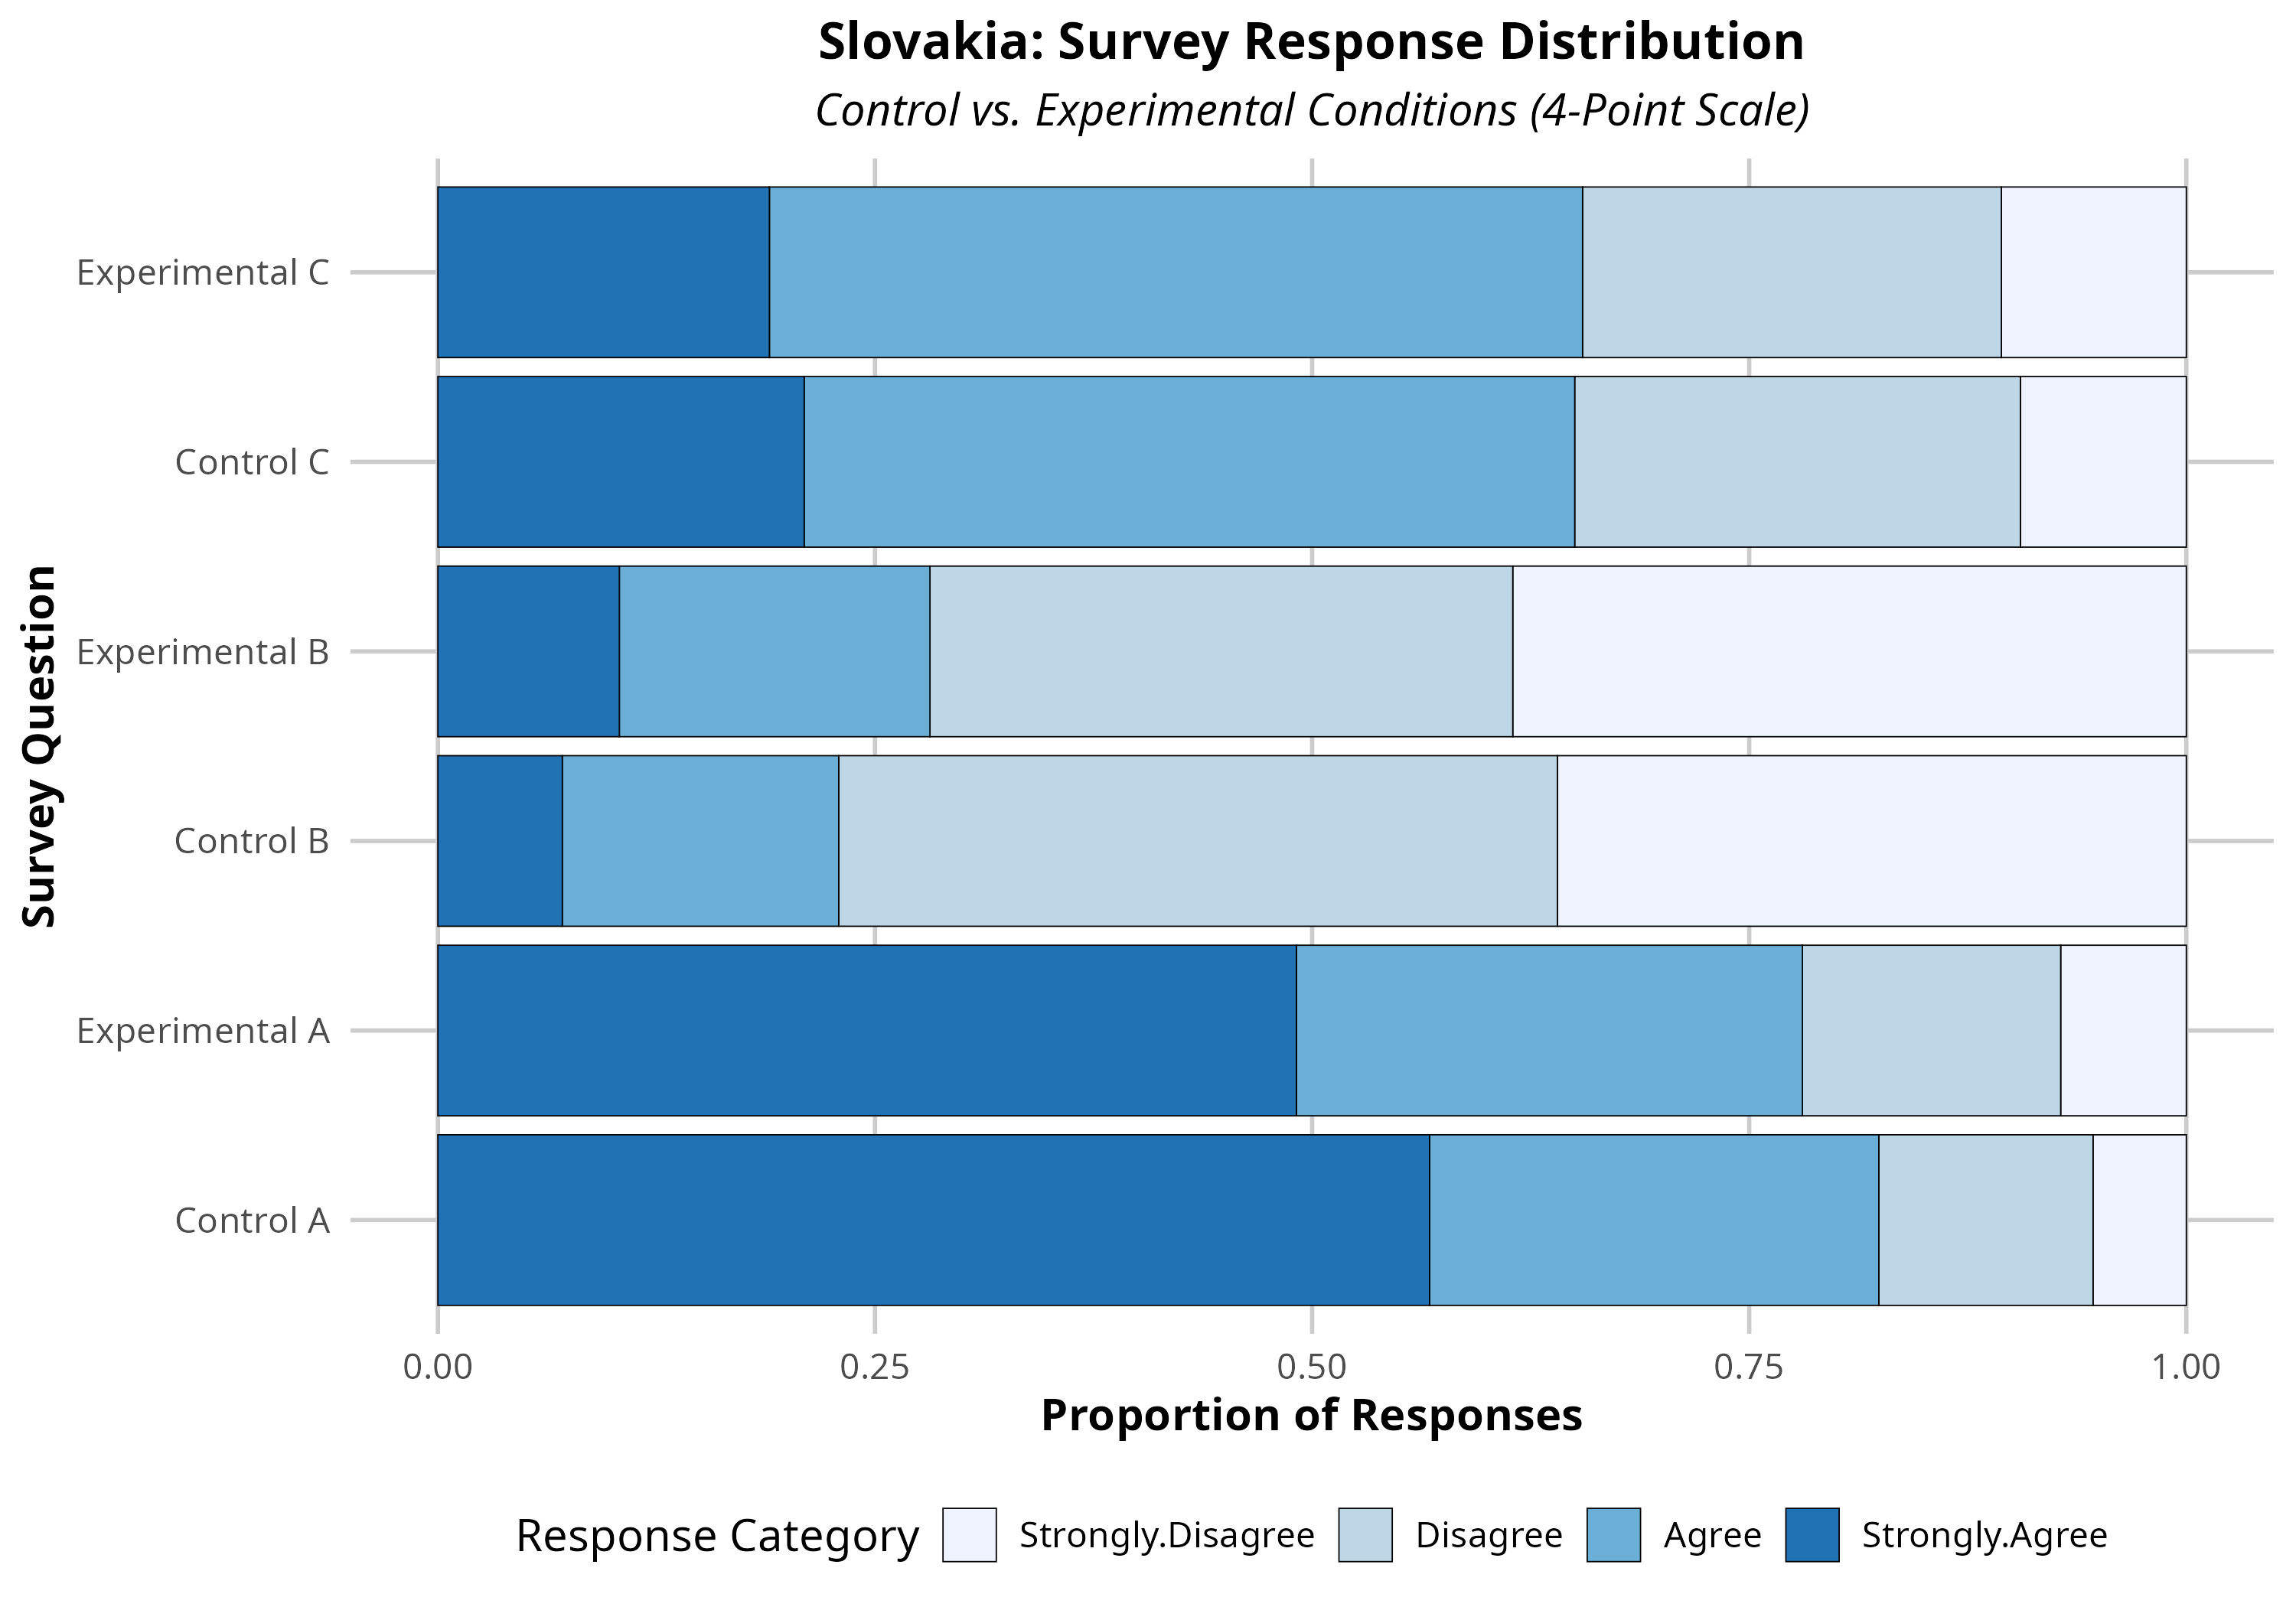 Slovakia: Survey Response Distribution
Control vs. Experimental Conditions (4-Point Scale)
Survey Question
Experimental C
Control C
Experimental B
Control B
Experimental A
Control A
0.00 0.25 0.50 0.75 1.00
Proportion of Responses
Response Category Strongly.Disagree Disagree Agree Strongly.Agree